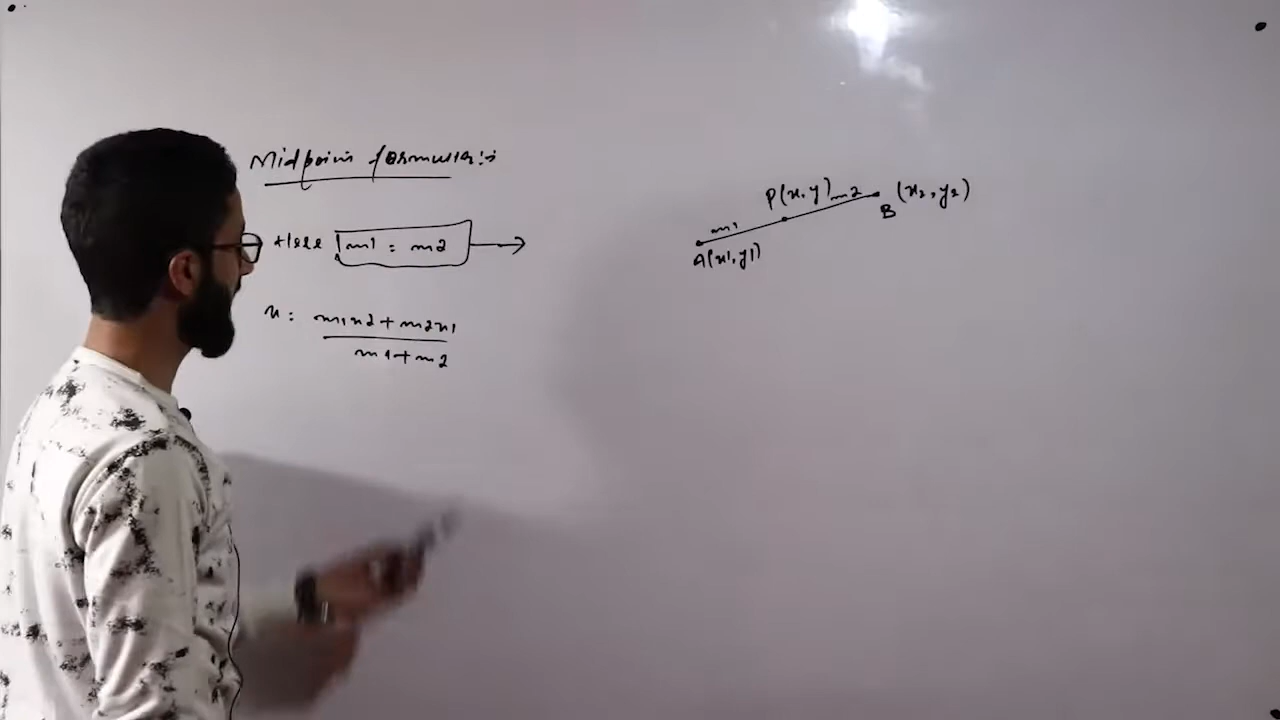 Midpoint formula:
Here m1 = m2 →
x = m1x2 + m2x1
m1 + m2
P(x, y) m2 B (x2, y2)
m1
A(x1, y1)